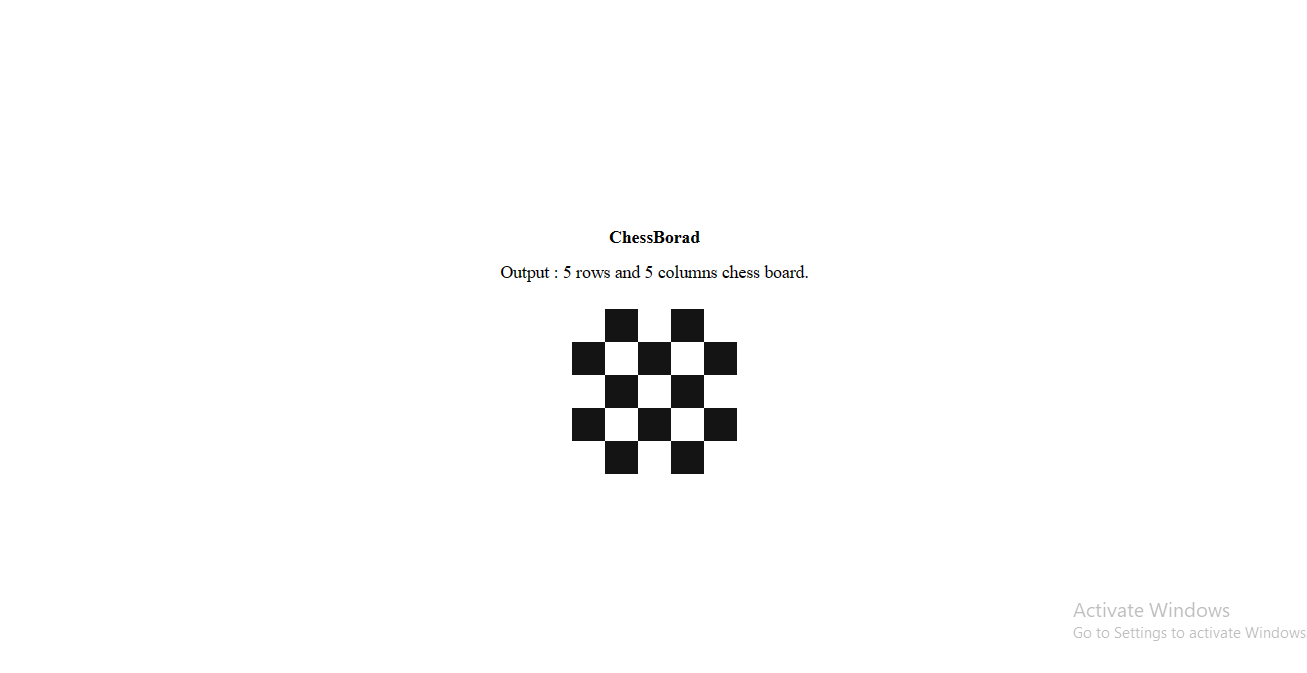 ChessBorad
Output : 5 rows and 5 columns chess board.
Activate Windows
Go to Settings to activate Windows